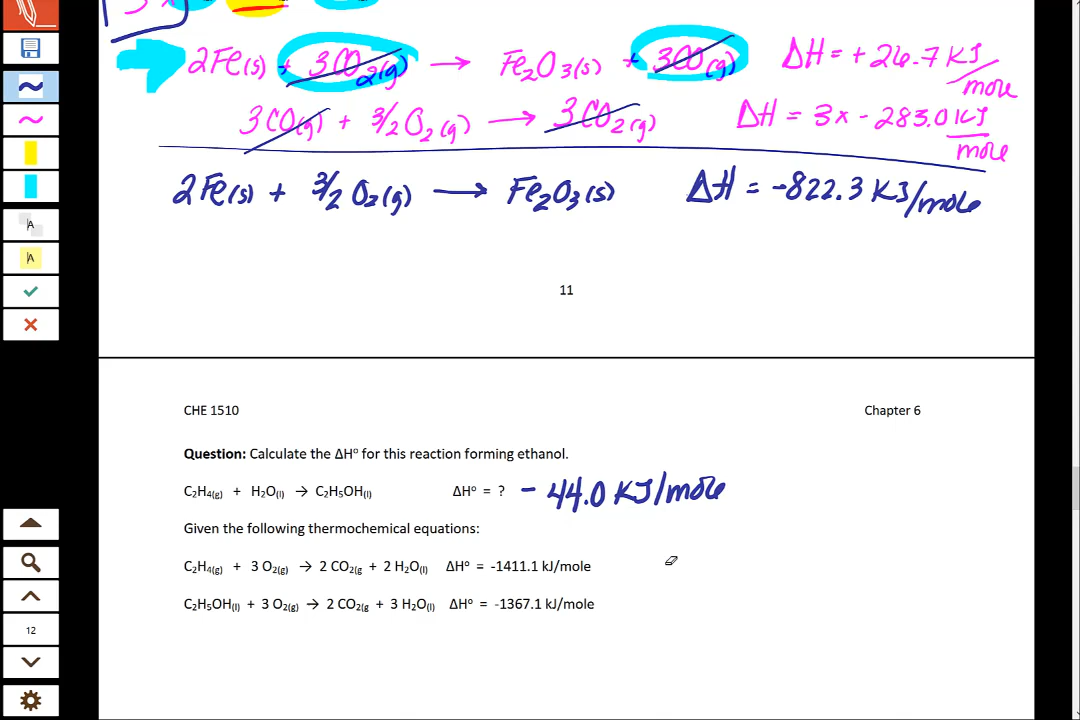 2Fe(s) + 3CO₂(g) → Fe₂O₃(s) + 3CO(g) ΔH = +26.7 KJ/mole
3CO(g) + 3/2 O₂(g) → 3CO₂(g) ΔH = 3x -283.0 KJ/mole
2Fe(s) + 3/2 O₂(g) → Fe₂O₃(s) ΔH = -822.3 KJ/mole
11
CHE 1510 Chapter 6
Question: Calculate the ΔHᵒ for this reaction forming ethanol.
C₂H₄(g) + H₂O(l) → C₂H₅OH(l) ΔHᵒ = ? -44.0 KJ/mole
Given the following thermochemical equations:
C₂H₄(g) + 3 O₂(g) → 2 CO₂(g + 2 H₂O(l) ΔHᵒ = -1411.1 kJ/mole
C₂H₅OH(l) + 3 O₂(g) → 2 CO₂(g + 3 H₂O(l) ΔHᵒ = -1367.1 kJ/mole
A
A
12